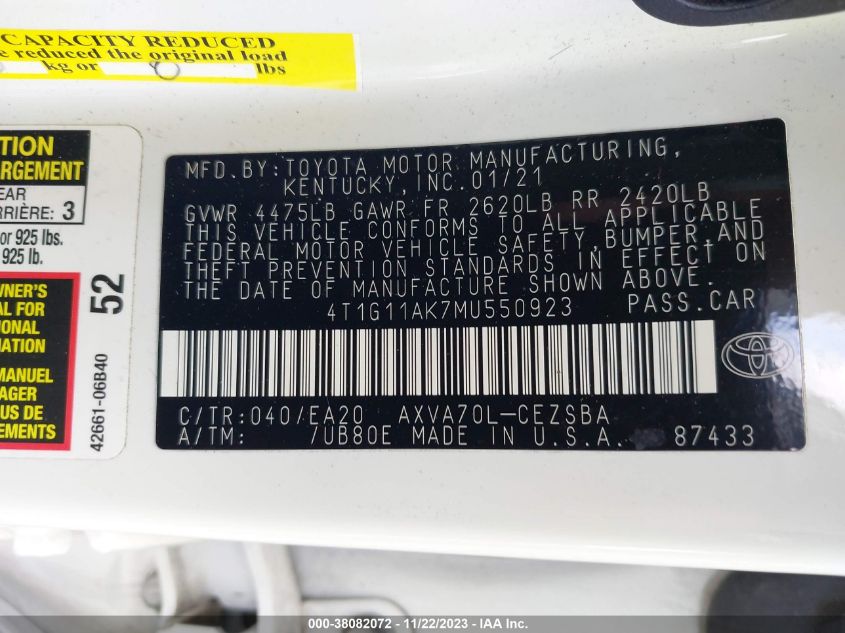 CAPACITY REDUCED
reduced the original load
kg or lbs
TION
ARGEMENT
EAR
RRIÈRE: 3
or 925 lbs.
925 lb.
WNER'S
AL FOR
TIONAL
MATION
MANUEL
AGER
US DE
42661-06B40
52
MFD.BY:TOYOTA MOTOR MANUFACTURING,
KENTUCKY,INC.01/21
GVWR 4475LB GAWR FR 2620LB RR 2420LB
THIS VEHICLE CONFORMS TO ALL APPLICABLE
FEDERAL MOTOR VEHICLE SAFETY,BUMPER,AND
THEFT PREVENTION STANDARDS IN EFFECT ON
THE DATE OF MANUFACTURE SHOWN ABOVE.
4T1G11AK7MU550923 PASS.CAR
C/TR:040/EA20 AXVA70L-CEZSBA
A/TM: /UB80E MADE IN U.S.A. 87433
000-38082072 - 11/22/2023 - IAA Inc.